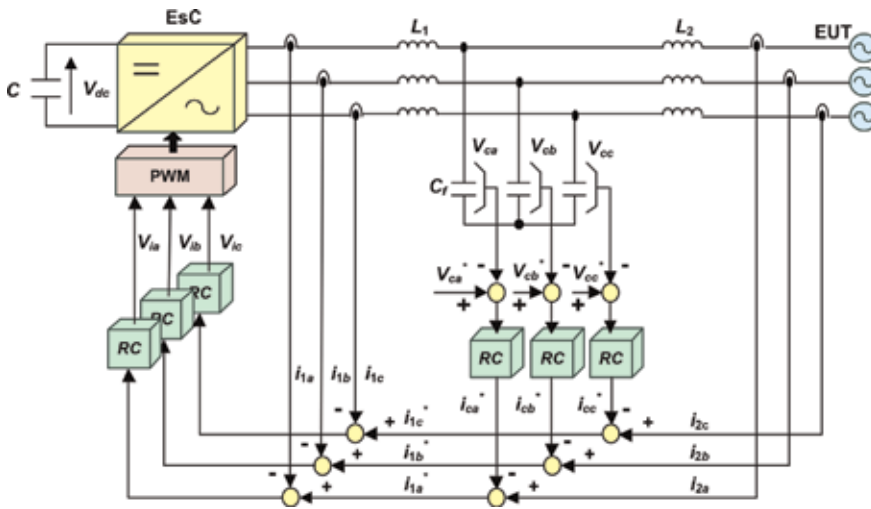 EsC
L1
L2
EUT
C
Vdc
PWM
Vca
Vcb
Vcc
Cf
Via
Vib
Vic
Vca* - Vcb* - Vcc* -
+ + +
RC
RC
RC
RC RC RC
i1a i1b i1c
ica* icb* icc*
- + i1c* - + i2c
- + i1b* - + i2b
- + i1a* - + i2a